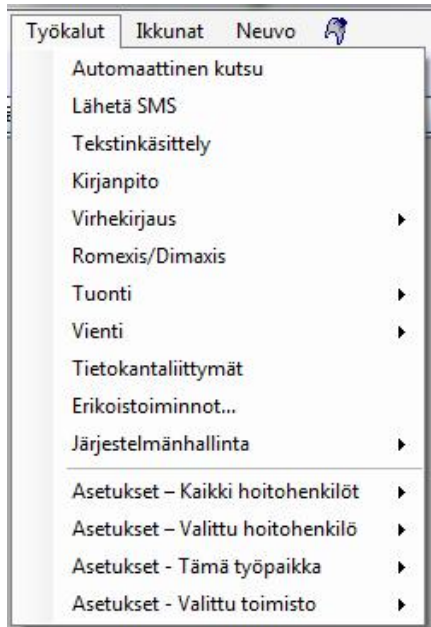 Työkalut Ikkunat Neuvo
Automaattinen kutsu
Lähetä SMS
Tekstinkäsittely
Kirjanpito
Virhekirjaus
Romexis/Dimaxis
Tuonti
Vienti
Tietokantaliittymät
Erikoistoiminnot...
Järjestelmänhallinta
Asetukset – Kaikki hoitohenkilöt
Asetukset – Valittu hoitohenkilö
Asetukset - Tämä työpaikka
Asetukset - Valittu toimisto